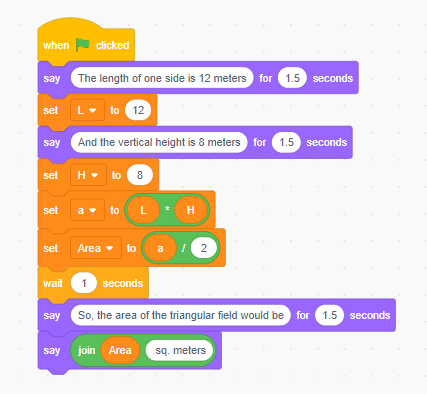 when clicked
say The length of one side is 12 meters for 1.5 seconds
set L to 12
say And the vertical height is 8 meters for 1.5 seconds
set H to 8
set a to L * H
set Area to a / 2
wait 1 seconds
say So, the area of the triangular field would be for 1.5 seconds
say join Area sq. meters